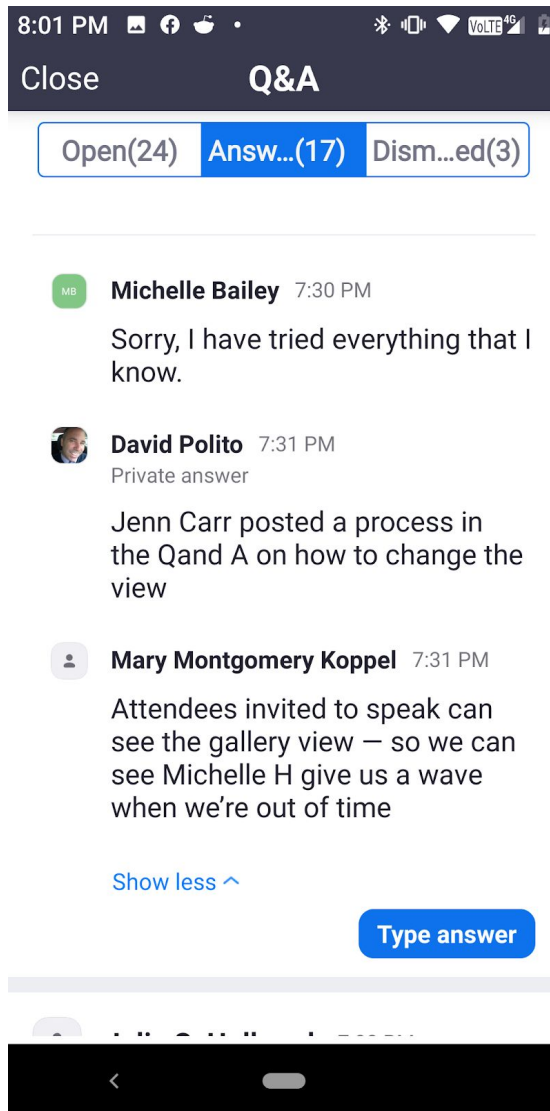 8:01 PM
VoLTE 4G
Close
Q&A
Open(24)
Answ...(17)
Dism...ed(3)
MB
Michelle Bailey 7:30 PM
Sorry, I have tried everything that I
know.
David Polito 7:31 PM
Private answer
Jenn Carr posted a process in
the Qand A on how to change the
view
Mary Montgomery Koppel 7:31 PM
Attendees invited to speak can
see the gallery view — so we can
see Michelle H give us a wave
when we’re out of time
Show less
Type answer